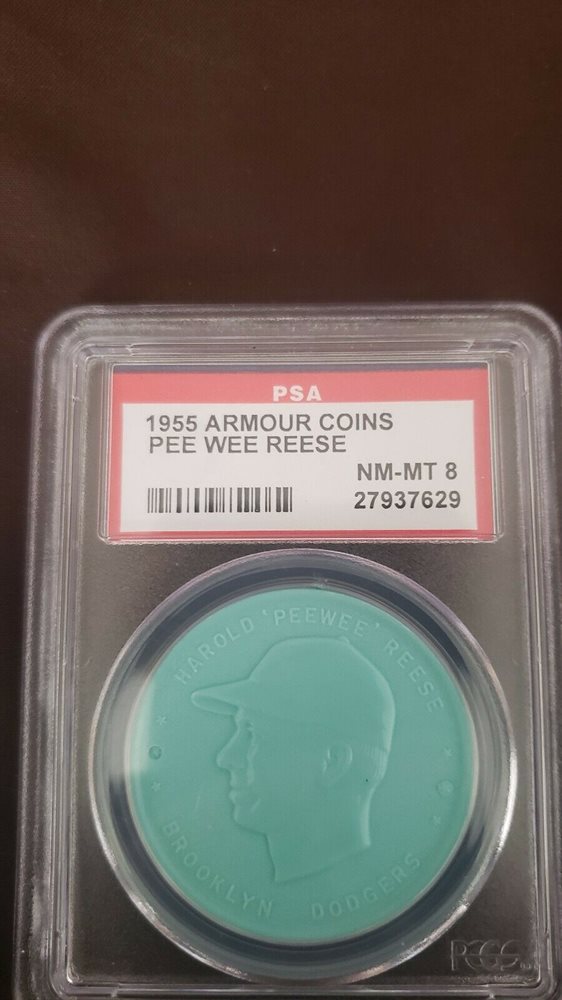 PSA
1955 ARMOUR COINS
PEE WEE REESE
NM-MT 8
27937629
HAROLD 'PEEWEE' REESE
BROOKLYN DODGERS
PCGS